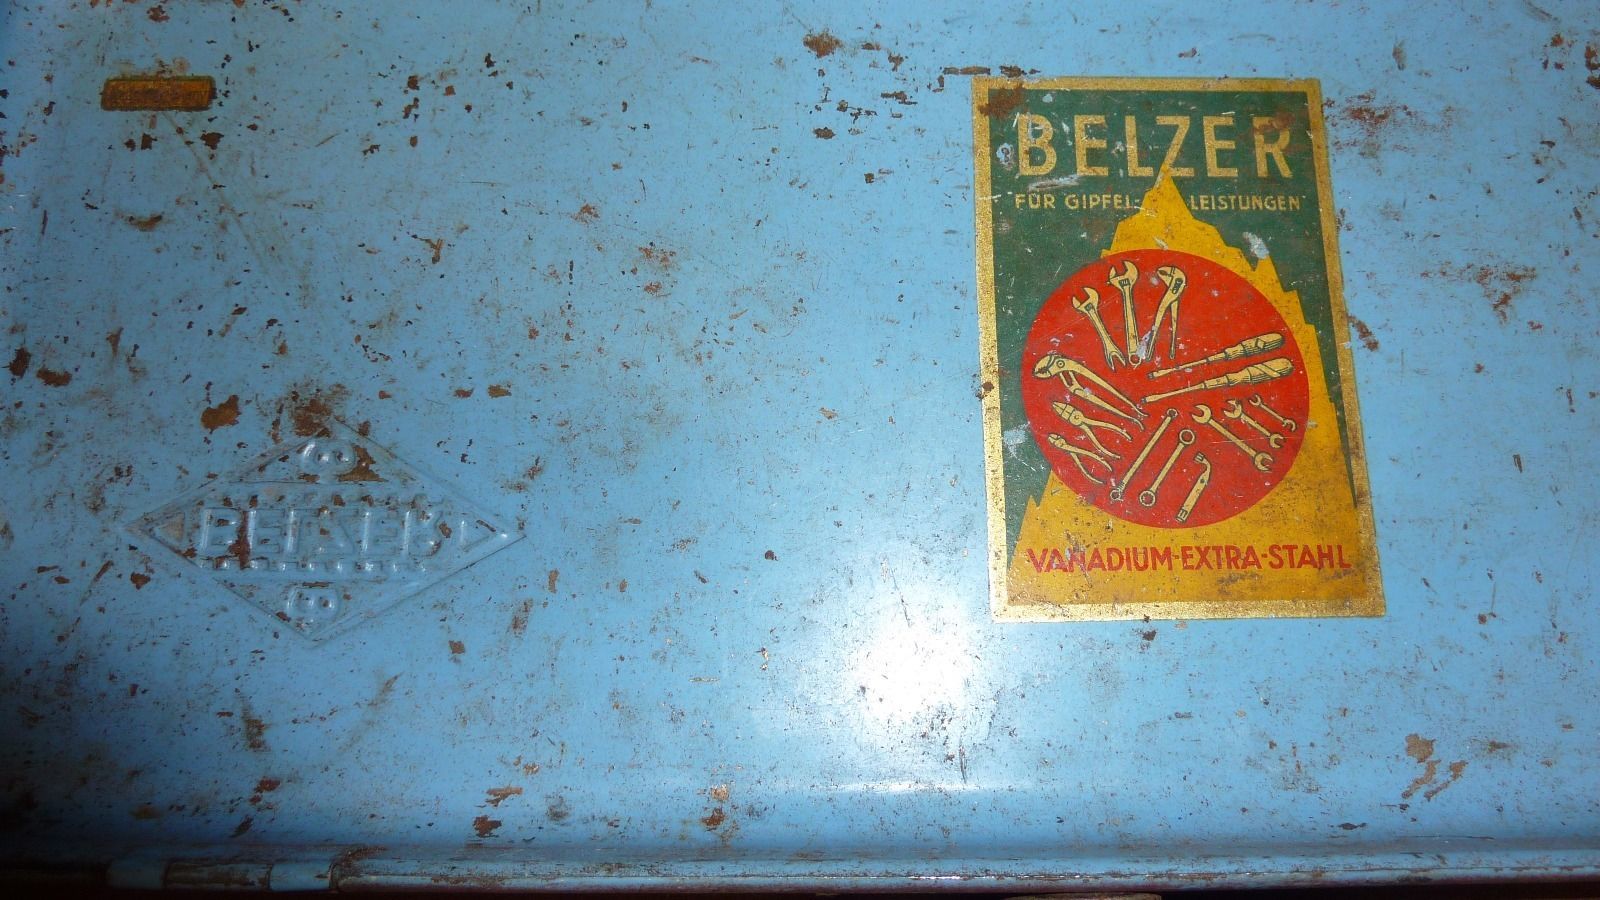 BELZER
FÜR GIPFEL-LEISTUNGEN
VANADIUM-EXTRA-STAHL
B
BELZER
B